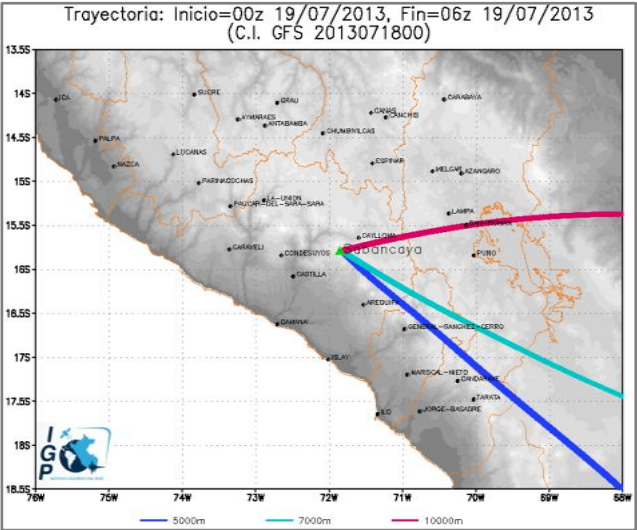 Trayectoria: Inicio=00z 19/07/2013, Fin=06z 19/07/2013
(C.I. GFS 2013071800)
13.5S
14S
14.5S
15S
15.5S
16S
16.5S
17S
17.5S
18S
18.5S
ICA
SUCRE
GRAU
CARABAYA
AYMARAES
ANTABAMBA
CANAS
CANCHIS
CHUMBIVILCAS
PALPA
LUCANAS
NAZCA
ESPINAR
MELGAR
AZANGARO
PARINACOCHAS
LA-UNION
PAUCAR-DEL-SARA-SARA
LAMPA
CAYLLOMA
CARAVELI
CONDESUYOS
Sabancaya
PUNO
CASTILLA
AREQUIPA
CAMANA
GENERAL-SANCHEZ-CERRO
ISLAY
MARISCAL-NIETO
CANDARAVE
TARATA
ILO
JORGE-BASADRE
IGP
76W
75W
74W
73W
72W
71W
70W
69W
68W
5000m
7000m
10000m